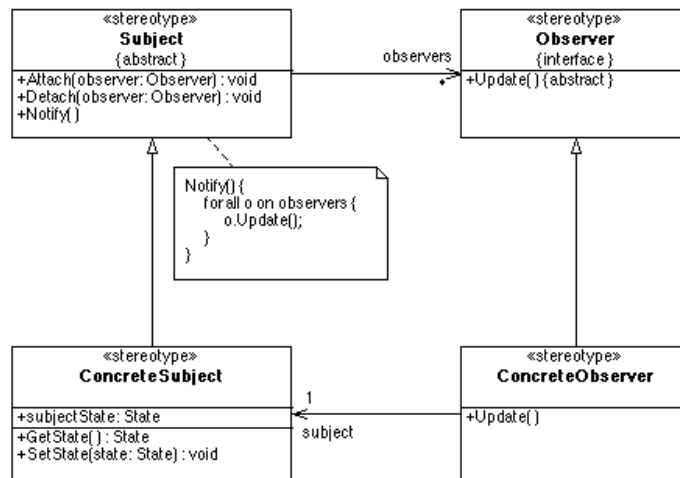 «stereotype»
Subject
{abstract}
+Attach(observer: Observer) : void
+Detach(observer: Observer) : void
+Notify()
observers
*
«stereotype»
Observer
{interface}
+Update() {abstract}
Notify() {
for all o on observers {
o.Update();
}
}
«stereotype»
ConcreteSubject
+subjectState: State
+GetState() : State
+SetState(state: State) : void
1
subject
«stereotype»
ConcreteObserver
+Update()